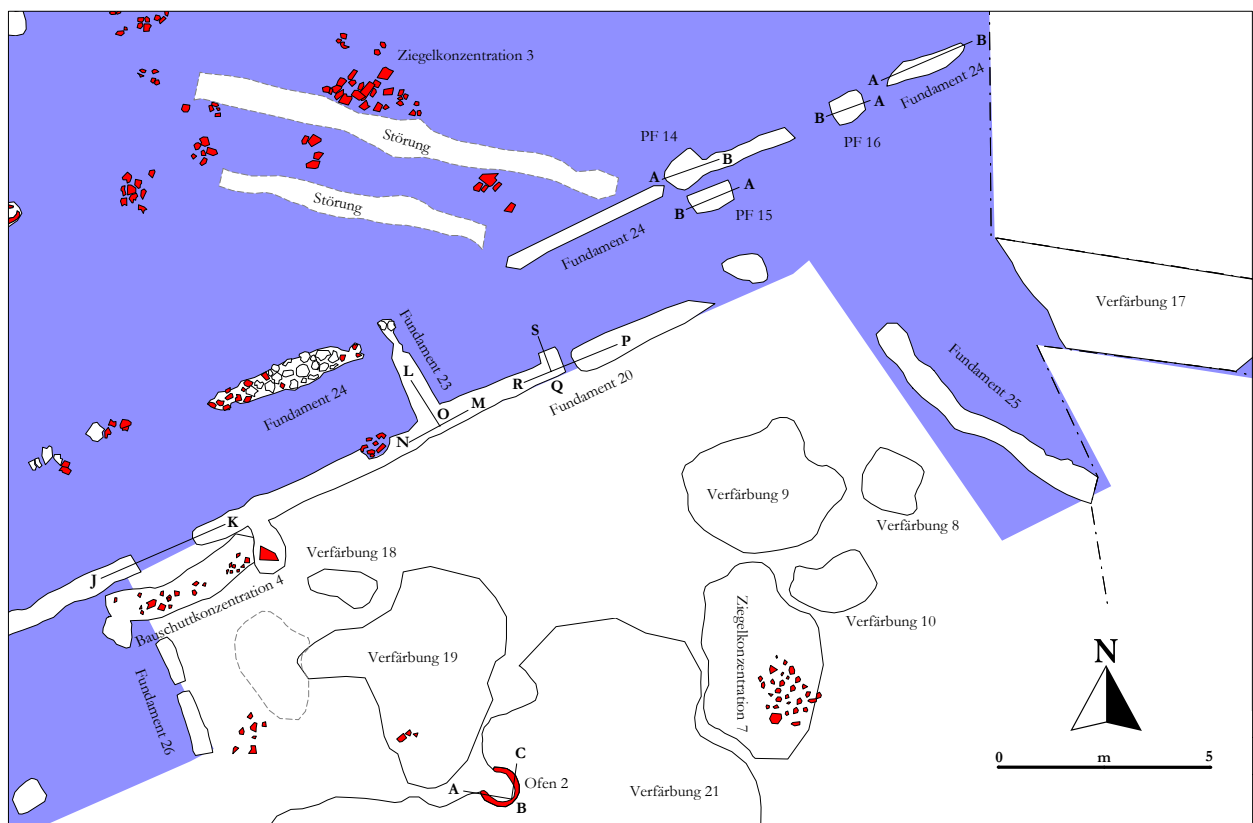 Ziegelkonzentration 3
B
A
Fundament 24
A
B
PF 16
Störung
PF 14
B
A
A
B
PF 15
Störung
Fundament 24
Verfärbung 17
Fundament 23
S
P
L
R
Q
Fundament 20
O
M
N
Fundament 24
Fundament 25
Verfärbung 9
Verfärbung 8
K
J
Verfärbung 18
Bauschuttkonzentration 4
Verfärbung 10
Verfärbung 19
Fundament 26
Ziegelkonzentration 7
N
C
A
Ofen 2
B
Verfärbung 21
0 m 5